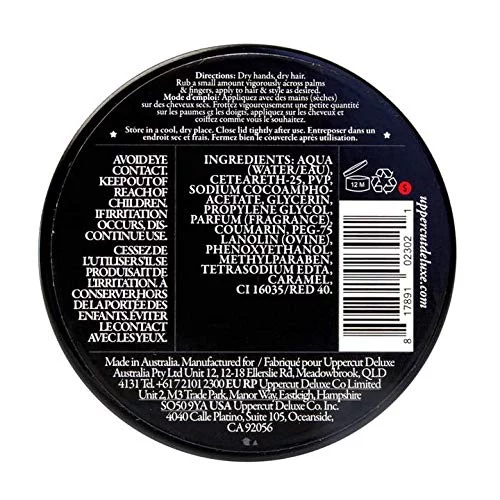 Directions: Dry hands, dry hair.
Rub a small amount vigorously across palms
& fingers, apply to hair & style as desired.
Mode d'emploi: Appliquez avec des mains (sèches)
sur des cheveux secs. Frottez vigoureusement une petite quantité
sur les paumes et les doigts, appliquez sur les cheveux et
coiffez comme vous le souhaitez.
Store in a cool, dry place. Close lid tightly after use. Entreposer dans un
endroit sec et frais. Fermez bien le couvercle après utilisation.
AVOID EYE
CONTACT.
KEEP OUT OF
REACH OF
CHILDREN.
IF IRRITATION
OCCURS, DIS-
CONTINUE USE.
CESSEZ DE
L'UTILISER SI LE
PRODUIT FAIT DE
L'IRRITATION. À
CONSERVER HORS
DE LA PORTÉE DES
ENFANTS. ÉVITER
LE CONTACT
AVEC LES YEUX.
INGREDIENTS: AQUA
(WATER/EAU),
CETEARETH-25, PVP,
SODIUM COCOAMPHO-
ACETATE, GLYCERIN,
PROPYLENE GLYCOL,
PARFUM (FRAGRANCE),
COUMARIN, PEG-75
LANOLIN (OVINE),
PHENOXYETHANOL,
METHYLPARABEN,
TETRASODIUM EDTA,
CARAMEL,
CI 16035/RED 40.
12 M
8 17891 02302 1
uppercutdeluxe.com
Made in Australia. Manufactured for / Fabriqué pour Uppercut Deluxe
Australia Pty Ltd Unit 12, 12-18 Ellerslie Rd, Meadowbrook, QLD
4131 Tel +61 7 2101 2300 EU RP Uppercut Deluxe Co Limited
Unit 2, M3 Trade Park, Manor Way, Eastleigh, Hampshire
SO50 9YA USA Uppercut Deluxe Co. Inc.
4040 Calle Platino, Suite 105, Oceanside,
CA 92056